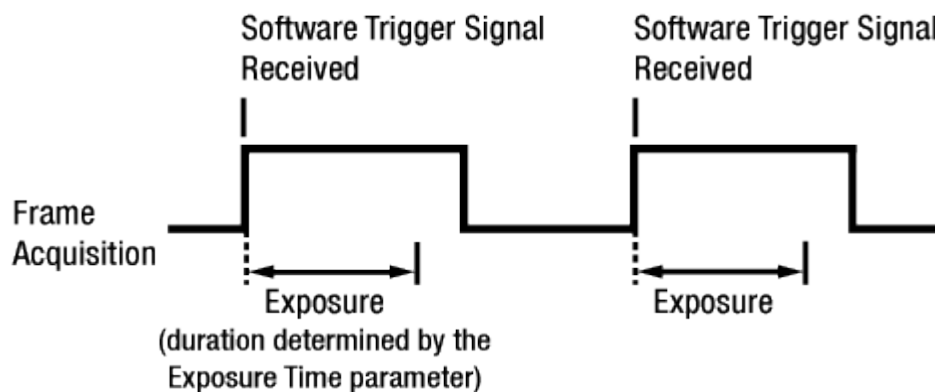 Software Trigger Signal
Received
Software Trigger Signal
Received
Frame
Acquisition
Exposure
(duration determined by the
Exposure Time parameter)
Exposure